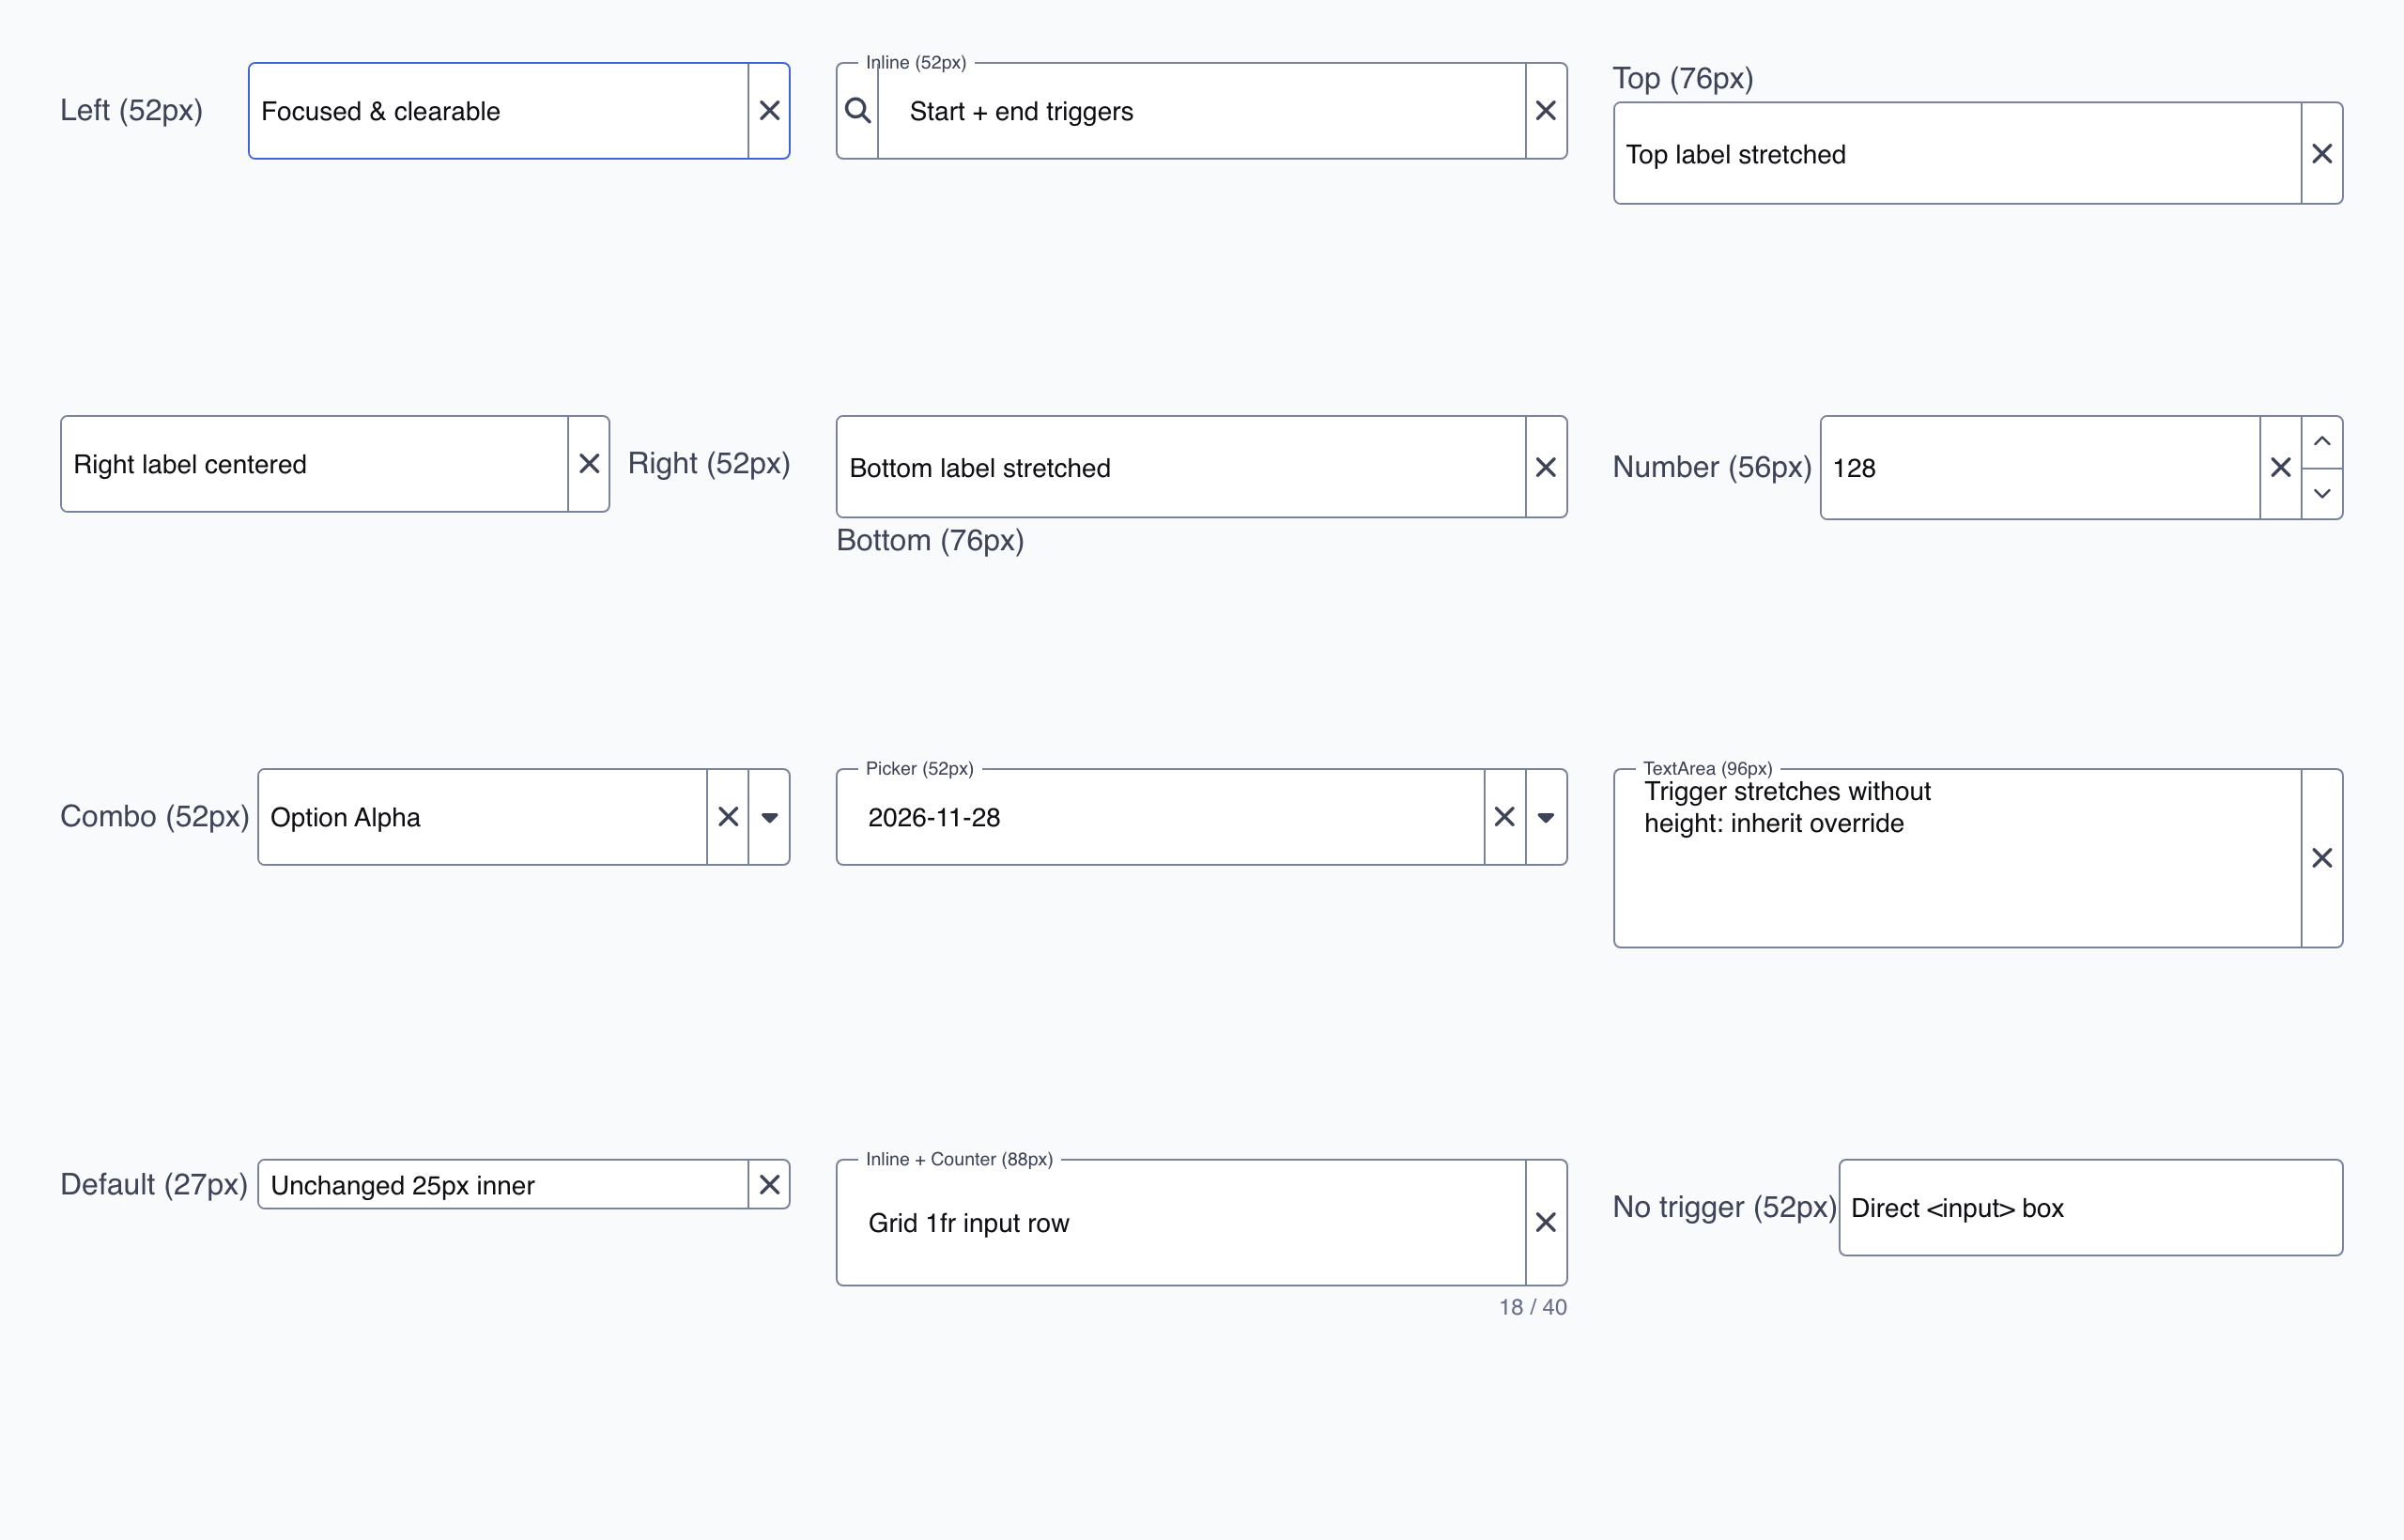 Left (52px)
Focused & clearable
Inline (52px)
Start + end triggers
Top (76px)
Top label stretched
Right label centered
Right (52px)
Bottom label stretched
Bottom (76px)
Number (56px)
128
Combo (52px)
Option Alpha
Picker (52px)
2026-11-28
TextArea (96px)
Trigger stretches without
height: inherit override
Default (27px)
Unchanged 25px inner
Inline + Counter (88px)
Grid 1fr input row
18 / 40
No trigger (52px)
Direct <input> box